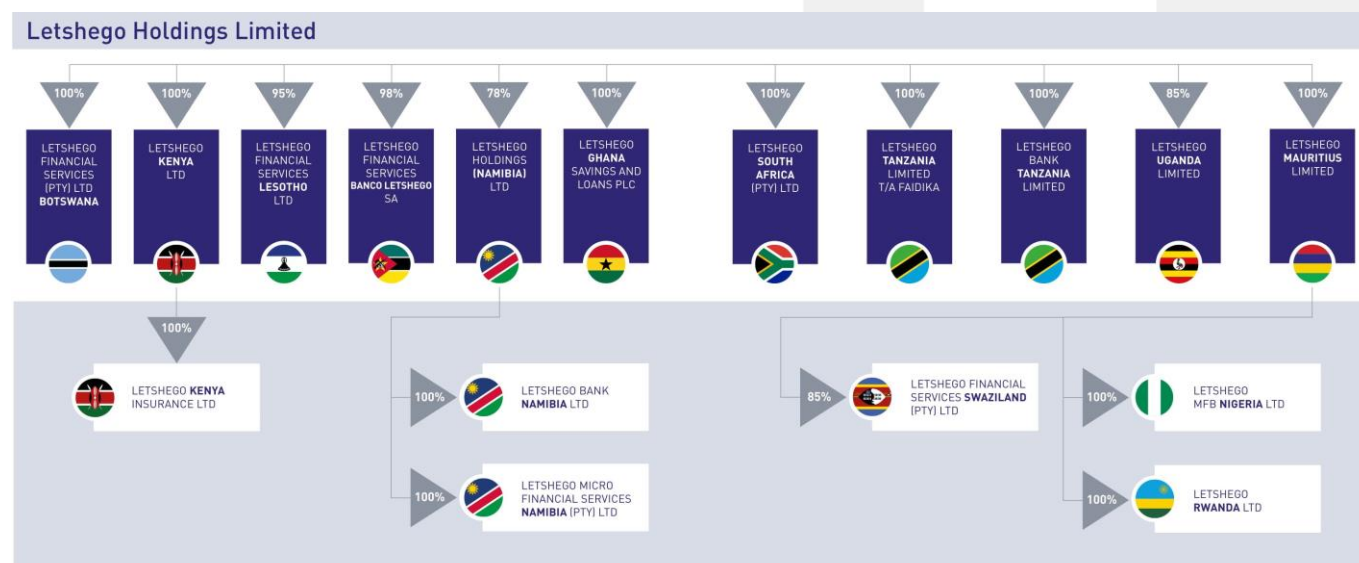 Letshego Holdings Limited
100%
100%
95%
98%
78%
100%
100%
100%
100%
85%
100%
LETSHEGO
FINANCIAL
SERVICES
(PTY) LTD
BOTSWANA
LETSHEGO
KENYA
LTD
LETSHEGO
FINANCIAL
SERVICES
LESOTHO
LTD
LETSHEGO
FINANCIAL
SERVICES
BANCO LETSHEGO
SA
LETSHEGO
HOLDINGS
(NAMIBIA)
LTD
LETSHEGO
GHANA
SAVINGS AND
LOANS PLC
LETSHEGO
SOUTH
AFRICA
(PTY) LTD
LETSHEGO
TANZANIA
LIMITED
T/A FAIDIKA
LETSHEGO
BANK
TANZANIA
LIMITED
LETSHEGO
UGANDA
LIMITED
LETSHEGO
MAURITIUS
LIMITED
100%
LETSHEGO KENYA
INSURANCE LTD
100%
LETSHEGO BANK
NAMIBIA LTD
100%
LETSHEGO MICRO
FINANCIAL SERVICES
NAMIBIA (PTY) LTD
85%
LETSHEGO FINANCIAL
SERVICES SWAZILAND
(PTY) LTD
100%
LETSHEGO
MFB NIGERIA LTD
100%
LETSHEGO
RWANDA LTD